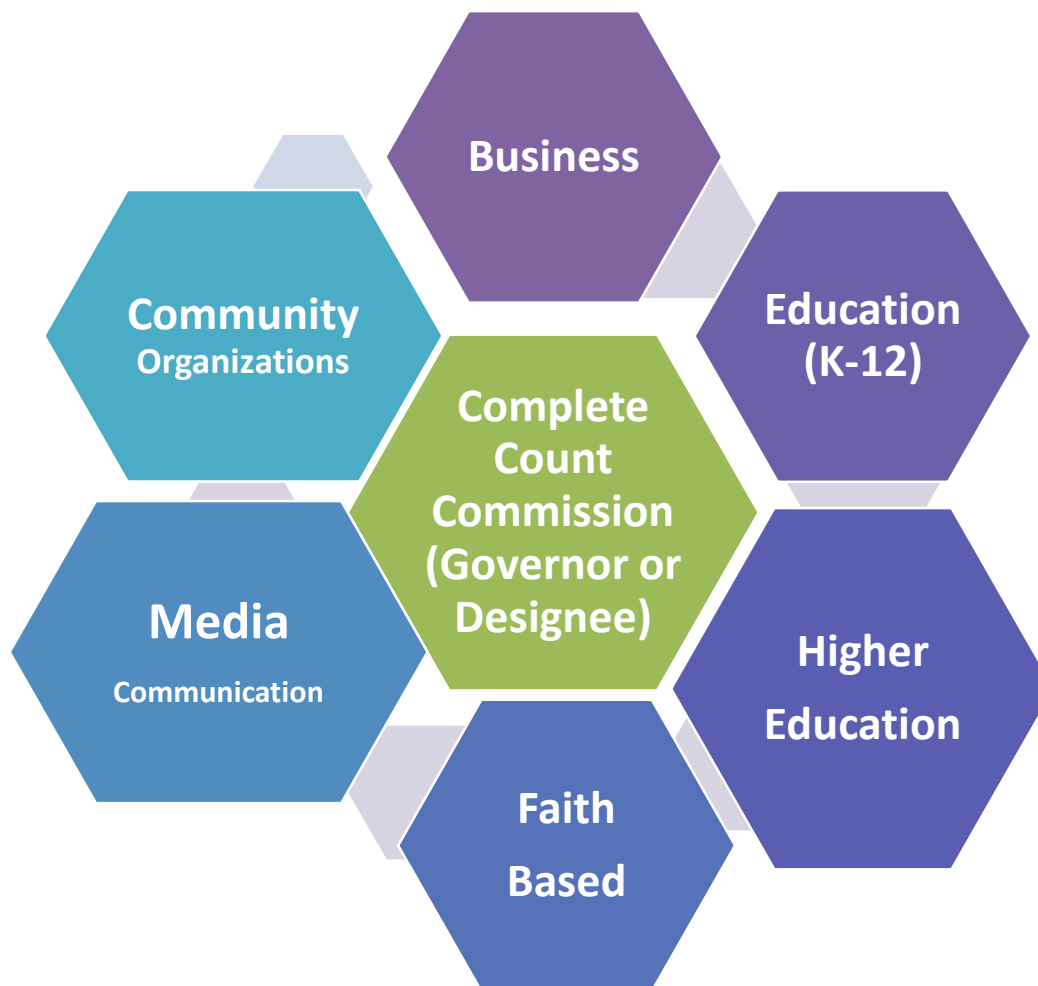 Business
Education
(K-12)
Community
Organizations
Complete
Count
Commission
(Governor or
Designee)
Media
Communication
Higher
Education
Faith
Based